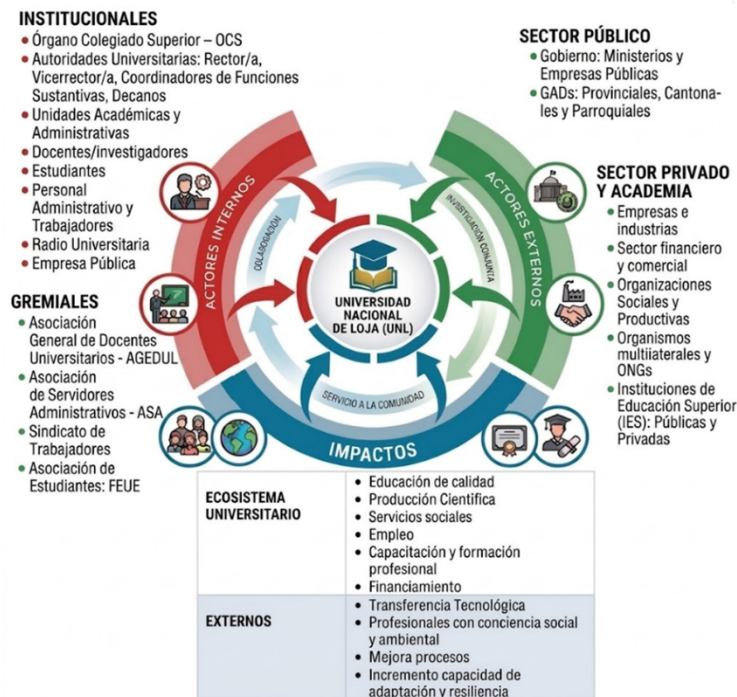 INSTITUCIONALES
• Órgano Colegiado Superior – OCS
• Autoridades Universitarias: Rector/a,
Vicerrector/a, Coordinadores de Funciones
Sustantivas, Decanos
• Unidades Académicas y
Administrativas
• Docentes/investigadores
• Estudiantes
• Personal
Administrativo y
Trabajadores
• Radio Universitaria
• Empresa Pública
GREMIALES
• Asociación
General de Docentes
Universitarios - AGEDUL
• Asociación
de Servidores
Administrativos - ASA
• Sindicato de
Trabajadores
• Asociación de
Estudiantes: FEUE
ACTORES INTERNOS
COLABORACIÓN
UNIVERSIDAD
NACIONAL
DE LOJA (UNL)
INVESTIGACIÓN CONJUNTA
ACTORES EXTERNOS
SERVICIO A LA COMUNIDAD
IMPACTOS
SECTOR PÚBLICO
• Gobierno: Ministerios y
Empresas Públicas
• GADs: Provinciales, Cantona-
les y Parroquiales
SECTOR PRIVADO
Y ACADEMIA
• Empresas e
industrias
• Sector financiero
y comercial
• Organizaciones
Sociales y
Productivas
• Organismos
multiiaterales y
ONGs
• Instituciones de
Educación Superior
(IES): Públicas y
Privadas
ECOSISTEMA
UNIVERSITARIO
• Educación de calidad
• Producción Cientifica
• Servicios sociales
• Empleo
• Capacitación y formación
profesional
• Financiamiento
EXTERNOS
• Transferencia Tecnológica
• Profesionales con conciencia social
y ambiental
• Mejora procesos
• Incremento capacidad de
adaptación y resiliencia